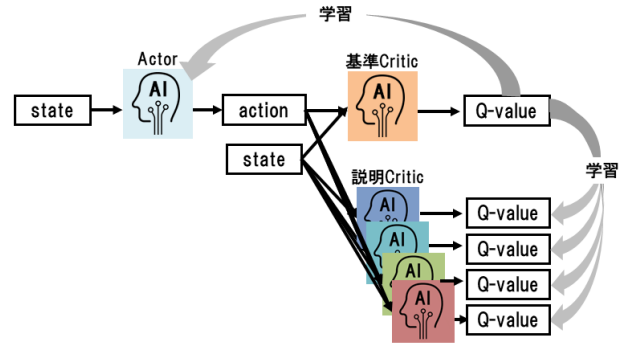 学習
Actor
基準Critic
AI
AI
state
action
Q-value
state
学習
説明Critic
AI
Q-value
AI
Q-value
AI
Q-value
AI
Q-value